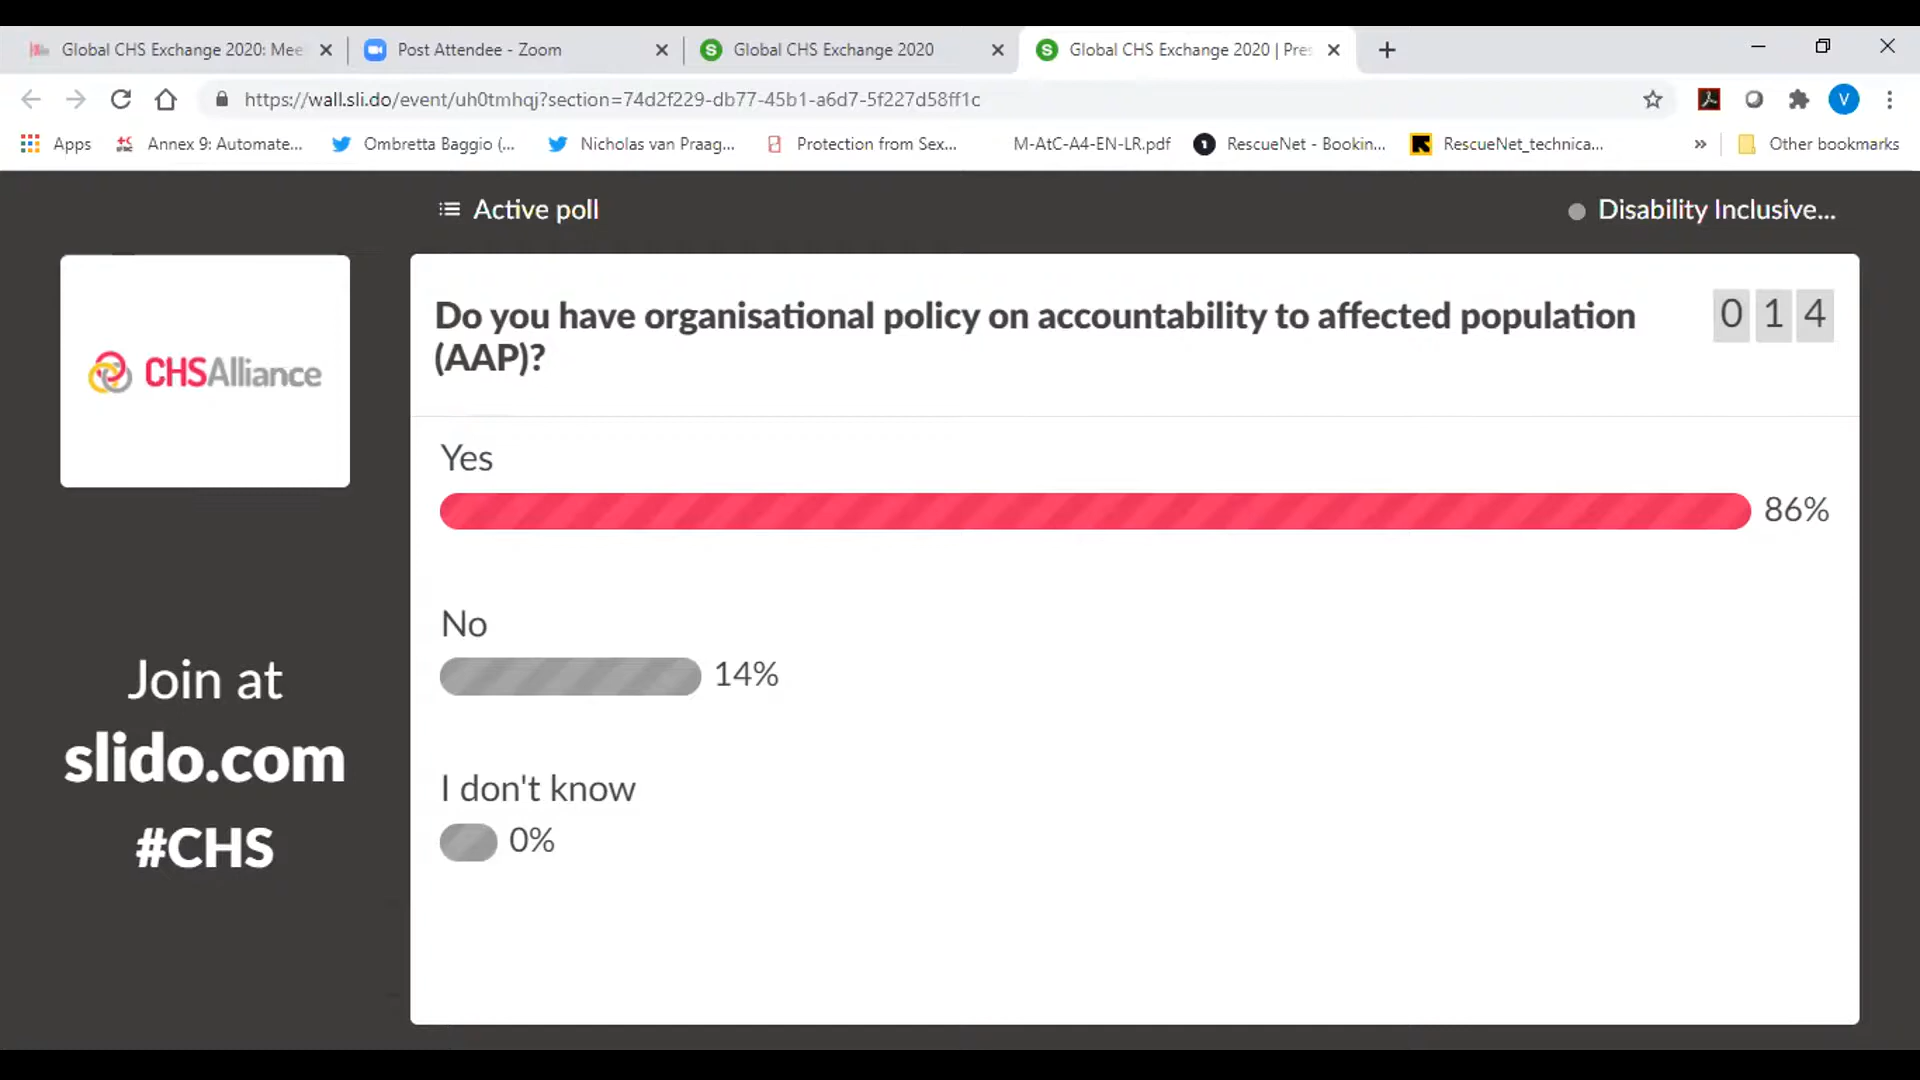 Global CHS Exchange 2020: Mee
Post Attendee - Zoom
Global CHS Exchange 2020
Global CHS Exchange 2020 | Pres
https://wall.sli.do/event/uh0tmhqj?section=74d2f229-db77-45b1-a6d7-5f227d58ff1c
V
Apps
Annex 9: Automate...
Ombretta Baggio (...
Nicholas van Praag...
Protection from Sex...
M-AtC-A4-EN-LR.pdf
RescueNet - Bookin...
RescueNet_technica...
»
Other bookmarks
Active poll
Disability Inclusive...
CHSAlliance
Do you have organisational policy on accountability to affected population
(AAP)?
014
Yes
86%
No
14%
I don't know
0%
Join at
slido.com
#CHS